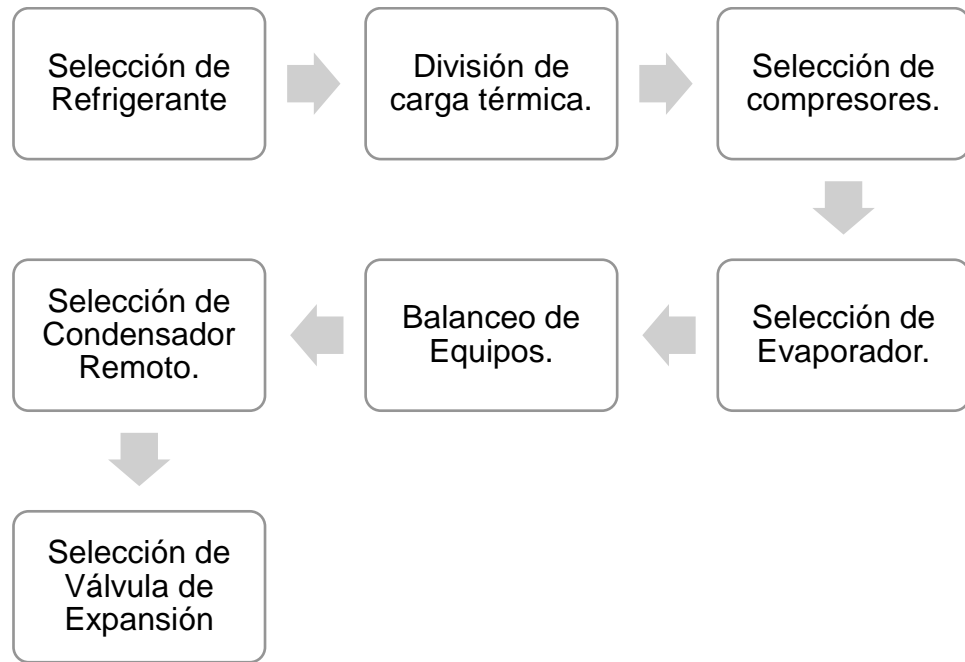 Selección de
Refrigerante
División de
carga térmica.
Selección de
compresores.
Selección de
Evaporador.
Balanceo de
Equipos.
Selección de
Condensador
Remoto.
Selección de
Válvula de
Expansión